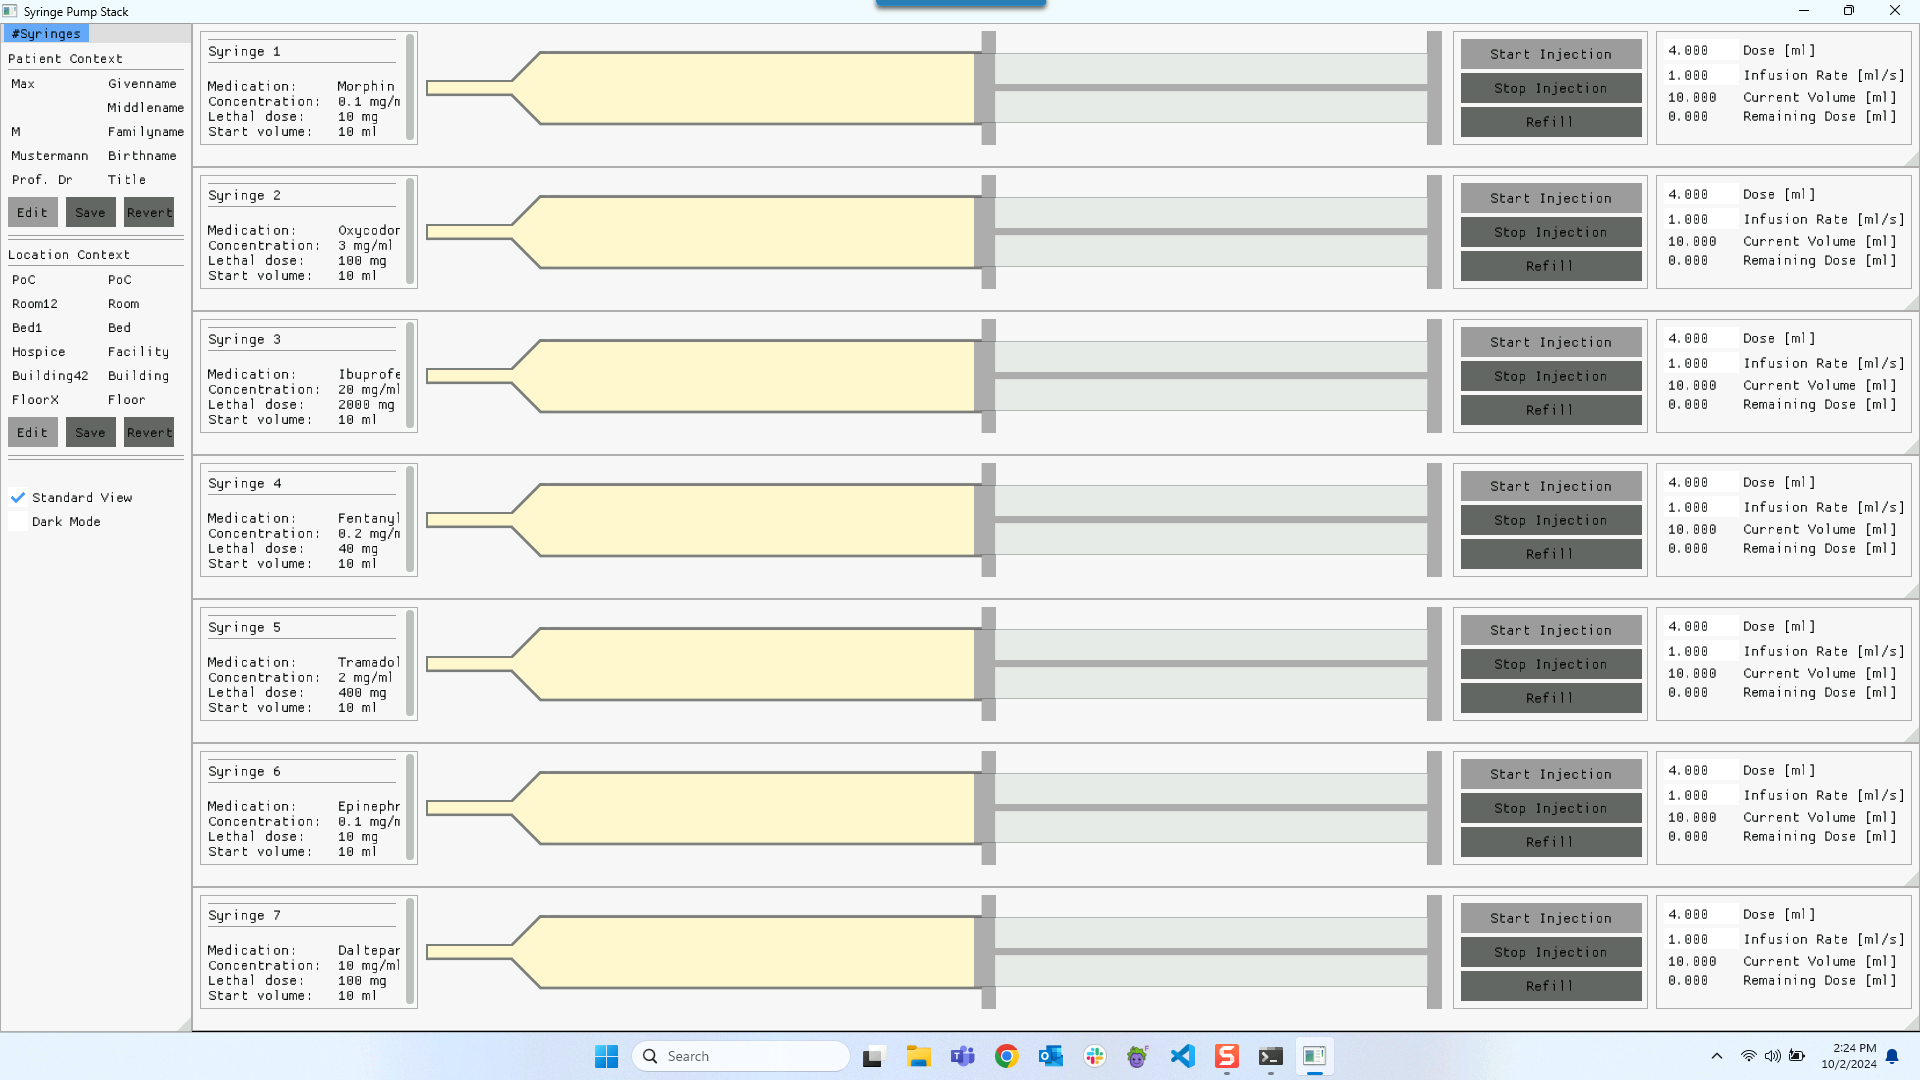 Syringe Pump Stack
#Syringes
Patient Context
Max Givenname
Middlename
M Familyname
Mustermann Birthname
Prof. Dr Title
Edit Save Revert
Location Context
PoC PoC
Room12 Room
Bed1 Bed
Hospice Facility
Building42 Building
FloorX Floor
Edit Save Revert
Standard View
Dark Mode
Syringe 1
Medication: Morphin
Concentration: 0.1 mg/m
Lethal dose: 10 mg
Start volume: 10 ml
Start Injection
Stop Injection
Refill
4.000 Dose [ml]
1.000 Infusion Rate [ml/s]
10.000 Current Volume [ml]
0.000 Remaining Dose [ml]
Syringe 2
Medication: Oxycodor
Concentration: 3 mg/ml
Lethal dose: 100 mg
Start volume: 10 ml
Start Injection
Stop Injection
Refill
4.000 Dose [ml]
1.000 Infusion Rate [ml/s]
10.000 Current Volume [ml]
0.000 Remaining Dose [ml]
Syringe 3
Medication: Ibuprofe
Concentration: 20 mg/ml
Lethal dose: 2000 mg
Start volume: 10 ml
Start Injection
Stop Injection
Refill
4.000 Dose [ml]
1.000 Infusion Rate [ml/s]
10.000 Current Volume [ml]
0.000 Remaining Dose [ml]
Syringe 4
Medication: Fentanyl
Concentration: 0.2 mg/m
Lethal dose: 40 mg
Start volume: 10 ml
Start Injection
Stop Injection
Refill
4.000 Dose [ml]
1.000 Infusion Rate [ml/s]
10.000 Current Volume [ml]
0.000 Remaining Dose [ml]
Syringe 5
Medication: Tramadol
Concentration: 2 mg/ml
Lethal dose: 400 mg
Start volume: 10 ml
Start Injection
Stop Injection
Refill
4.000 Dose [ml]
1.000 Infusion Rate [ml/s]
10.000 Current Volume [ml]
0.000 Remaining Dose [ml]
Syringe 6
Medication: Epinephr
Concentration: 0.1 mg/m
Lethal dose: 10 mg
Start volume: 10 ml
Start Injection
Stop Injection
Refill
4.000 Dose [ml]
1.000 Infusion Rate [ml/s]
10.000 Current Volume [ml]
0.000 Remaining Dose [ml]
Syringe 7
Medication: Daltepar
Concentration: 10 mg/ml
Lethal dose: 100 mg
Start volume: 10 ml
Start Injection
Stop Injection
Refill
4.000 Dose [ml]
1.000 Infusion Rate [ml/s]
10.000 Current Volume [ml]
0.000 Remaining Dose [ml]
Search
2:24 PM
10/2/2024